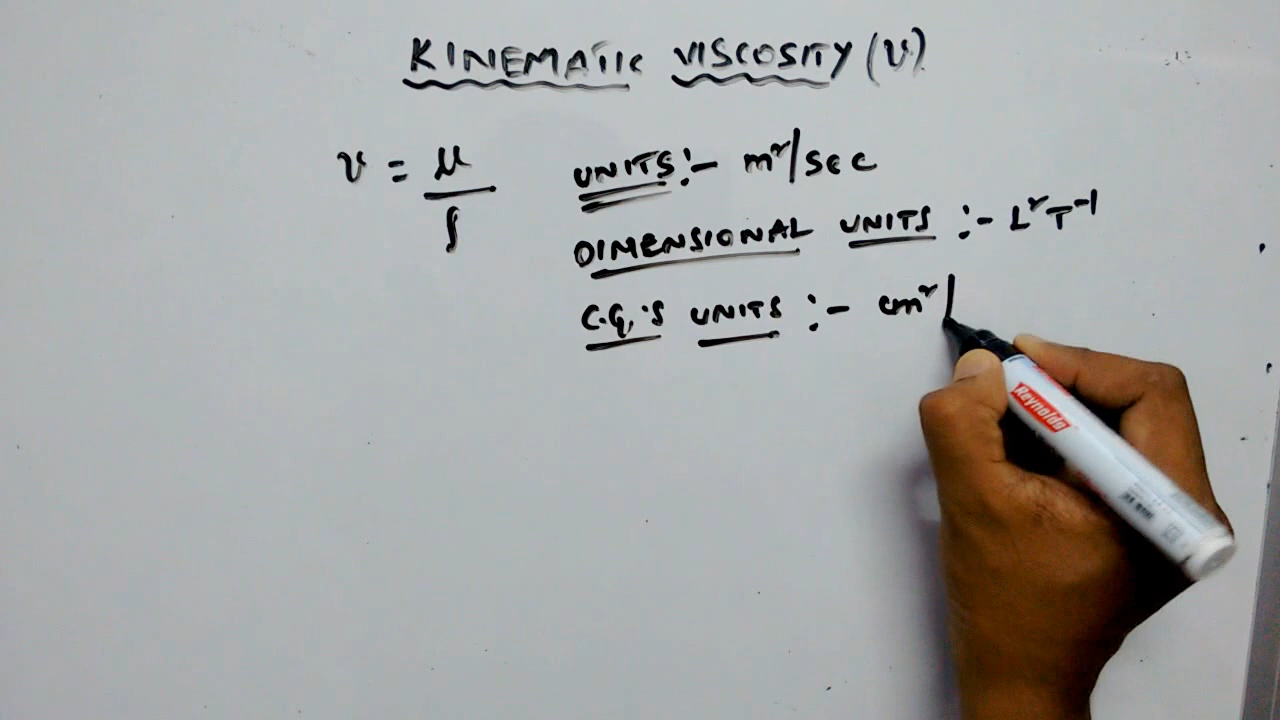 KINEMATIC VISCOSITY (ν)
ν = μ/ρ
UNITS:- m²/sec
DIMENSIONAL UNITS :- L²T⁻¹
C.G.S UNITS :- cm²/
Reynolds